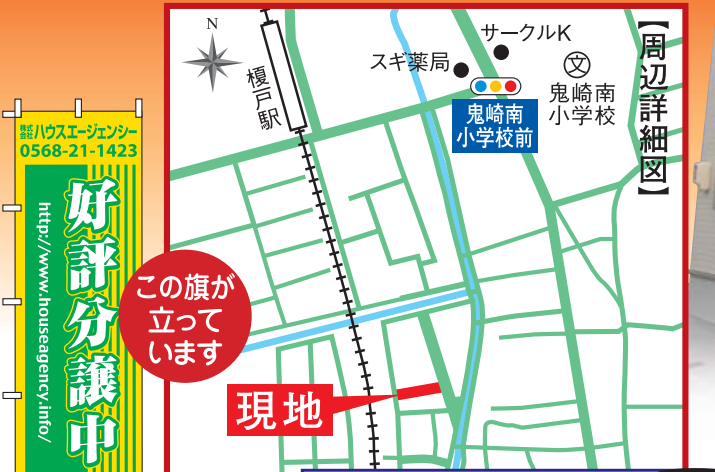 【周辺詳細図】
N
榎戸駅
サークルK
スギ薬局
文
鬼崎南
小学校
鬼崎南
小学校前
株式
会社
ハウスエージェンシー
0568-21-1423
好評分譲中
http://www.houseagency.info/
この旗が
立って
います
現地